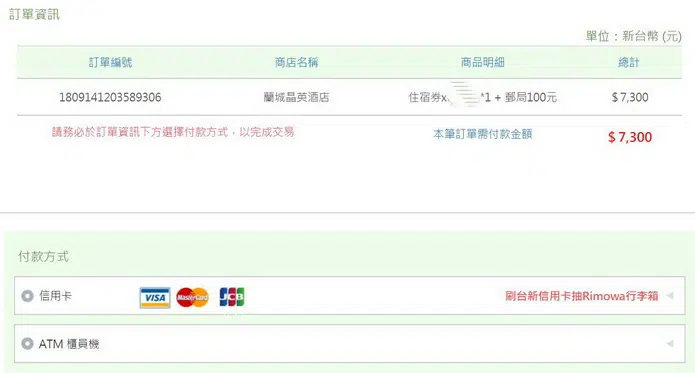 訂單資訊
單位：新台幣 (元)
訂單編號 商店名稱 商品明細 總計
1809141203589306 蘭城晶英酒店 住宿券x *1 + 郵局100元 $7,300
請務必於訂單資訊下方選擇付款方式，以完成交易 本筆訂單需付款金額 $7,300
付款方式
信用卡 VISA MasterCard JCB 刷台新信用卡抽Rimowa行李箱
ATM 櫃員機